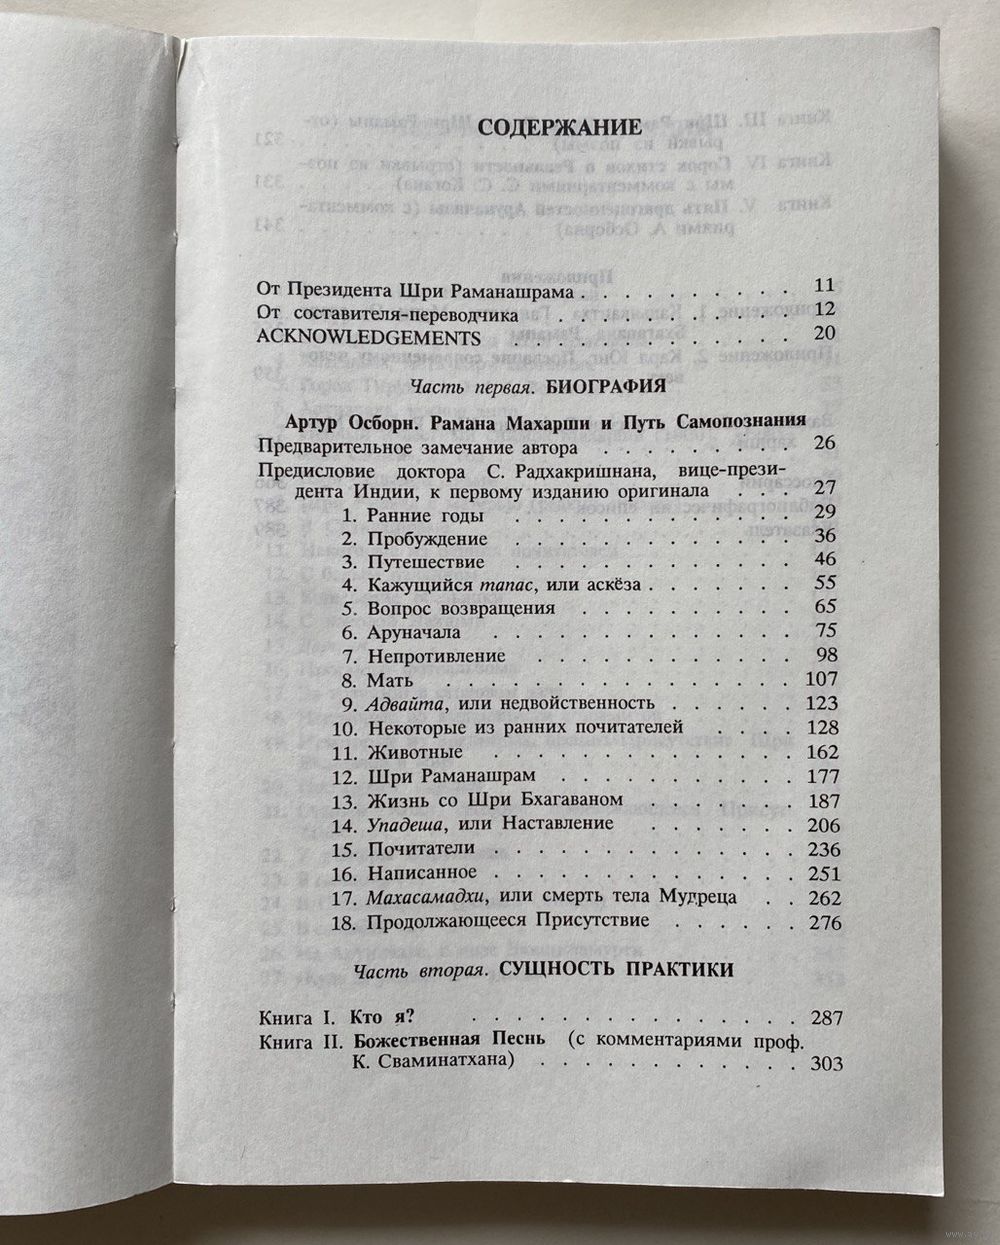 СОДЕРЖАНИЕ
От Президента Шри Раманашрама . . . . . . . . . . 11
От составителя-переводчика . . . . . . . . . . 12
ACKNOWLEDGEMENTS . . . . . . . . . . . . 20
Часть первая. БИОГРАФИЯ
Артур Осборн. Рамана Махарши и Путь Самопознания
Предварительное замечание автора . . . . . . . . 26
Предисловие доктора С. Радхакришнана, вице-прези-
дента Индии, к первому изданию оригинала . . . 27
1. Ранние годы . . . . . . . . . . . . 29
2. Пробуждение . . . . . . . . . . . . 36
3. Путешествие . . . . . . . . . . . . 46
4. Кажущийся тапас, или аскёза . . . . . . . 55
5. Вопрос возвращения . . . . . . . . . 65
6. Аруначала . . . . . . . . . . . . . 75
7. Непротивление . . . . . . . . . . . 98
8. Мать . . . . . . . . . . . . . . 107
9. Адвайта, или недвойственность . . . . . . 123
10. Некоторые из ранних почитателей . . . . 128
11. Животные . . . . . . . . . . . . . 162
12. Шри Раманашрам . . . . . . . . . . 177
13. Жизнь со Шри Бхагаваном . . . . . . 187
14. Упадеша, или Наставление . . . . . . 206
15. Почитатели . . . . . . . . . . . . . 236
16. Написанное . . . . . . . . . . . . . 251
17. Махасамадхи, или смерть тела Мудреца . . 262
18. Продолжающееся Присутствие . . . . . . 276
Часть вторая. СУЩНОСТЬ ПРАКТИКИ
Книга I. Кто я? . . . . . . . . . . . . . . 287
Книга II. Божественная Песнь (с комментариями проф.
К. Сваминатхана) . . . . . . . . . . . 303